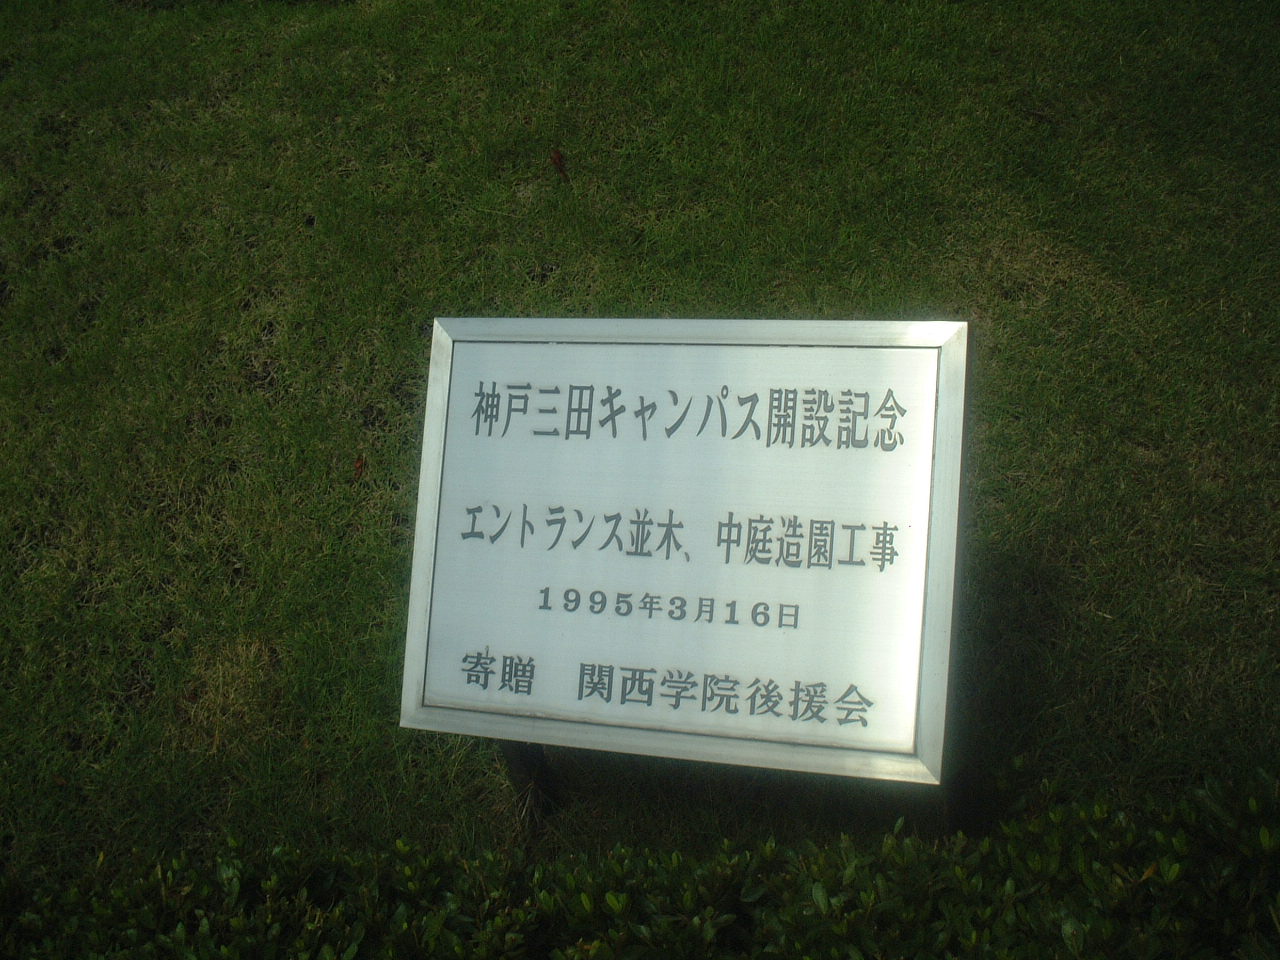 神戸三田キャンパス開設記念
エントランス並木、中庭造園工事
1995年3月16日
寄贈　関西学院後援会